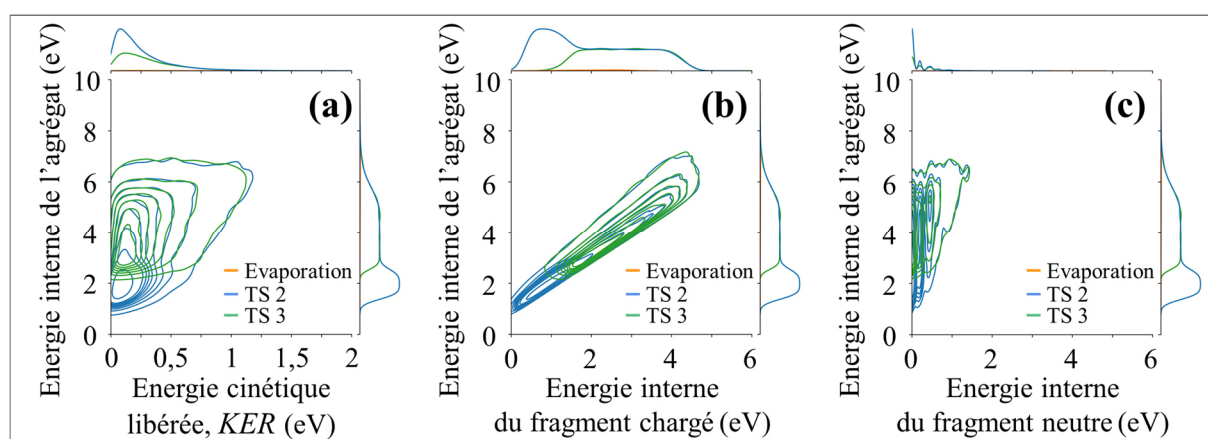 Energie interne de l'agrégat (eV)
10
8
6
4
2
0
(a)
Evaporation
TS 2
TS 3
0 0,5 1 1,5 2
Energie cinétique
libérée, KER (eV)
Energie interne de l'agrégat (eV)
10
8
6
4
2
0
(b)
Evaporation
TS 2
TS 3
0 2 4 6
Energie interne
du fragment chargé (eV)
Energie interne de l'agrégat (eV)
10
8
6
4
2
0
(c)
Evaporation
TS 2
TS 3
0 2 4 6
Energie interne
du fragment neutre (eV)